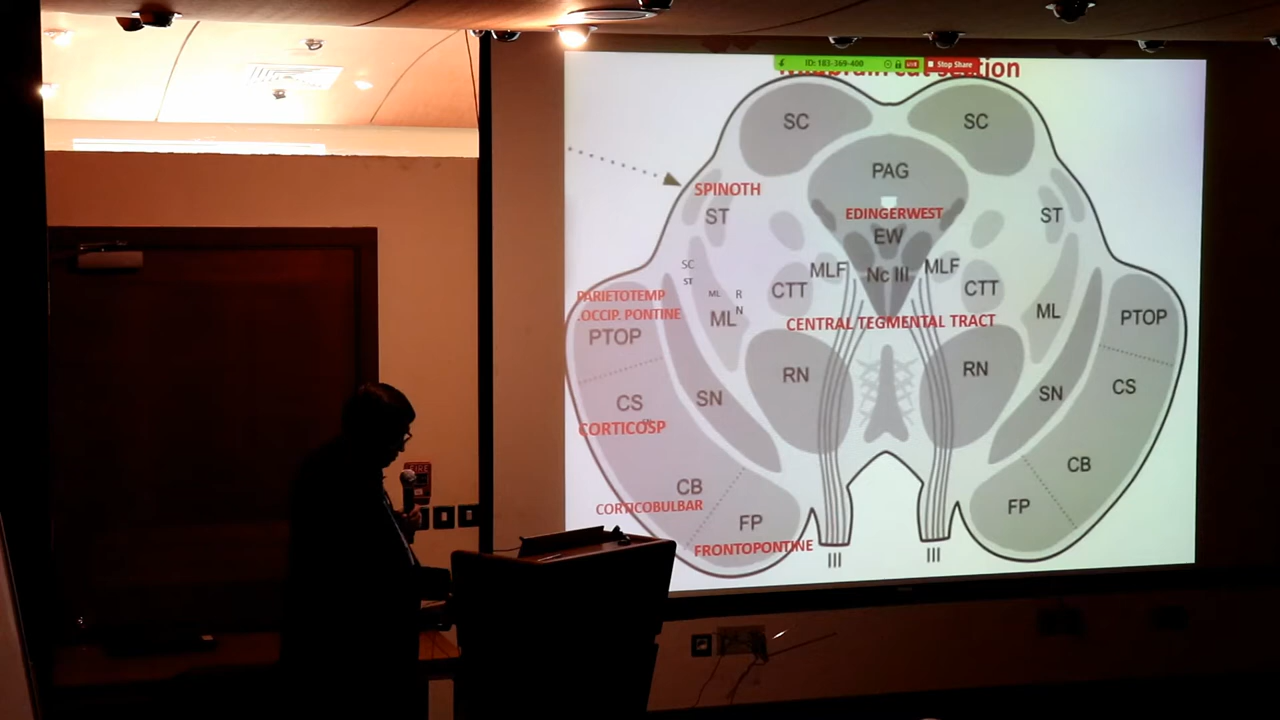 ID: 183-369-400
Stop Share
SC
SC
PAG
SPINOTH
ST
EDINGERWEST
ST
EW
SC
ST
MLF
Nc III
MLF
CTT
CTT
PARIETOTEMP
ML
R
N
.OCCIP. PONTINE
ML
CENTRAL TEGMENTAL TRACT
ML
PTOP
PTOP
RN
RN
CS
SN
SN
CS
CORTICOSP
CB
CB
CORTICOBULBAR
FP
FP
FRONTOPONTINE
III
III
FIRE